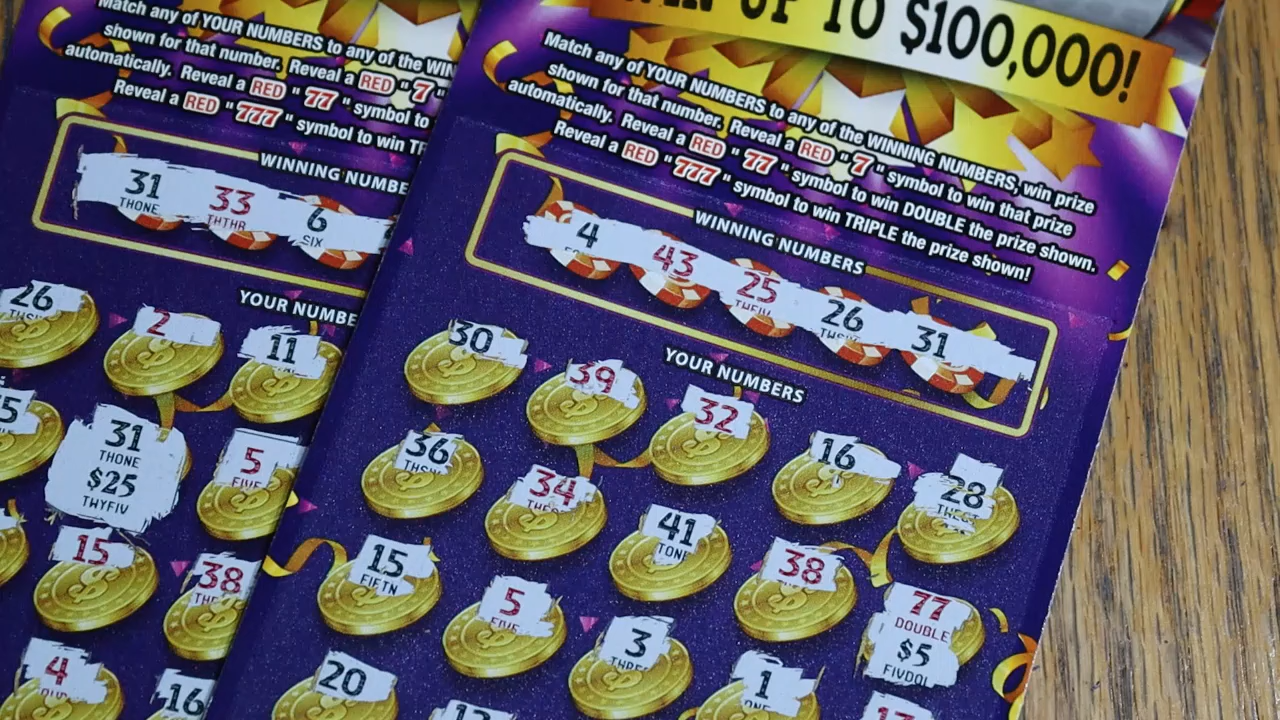 Match any of YOUR NUMBERS to any of the WIN
shown for that number. Reveal a RED "7"
automatically. Reveal a RED "77" symbol to
Reveal a RED "777" symbol to win
WINNING
31 33 6
THONE THTHR SIX
YOUR
26 2 11
31
THONE
$25
TWYFIV
5
FIVE
15 38
4 16
UP TO $100,000!
Match any of YOUR NUMBERS to any of the WINNING NUMBERS, win prize
shown for that number. Reveal a RED "7" symbol to win that prize
automatically. Reveal a RED "77" symbol to win DOUBLE the prize shown.
Reveal a RED "777" symbol to win TRIPLE the prize shown!
WINNING NUMBERS
4 43 25 26 31
YOUR NUMBERS
30 39 32 16 28
36 34 41 38 77
DOUBLE
$5
FIVDOL
15 5 3 1
FIFTN FIVE THREE ONE
20